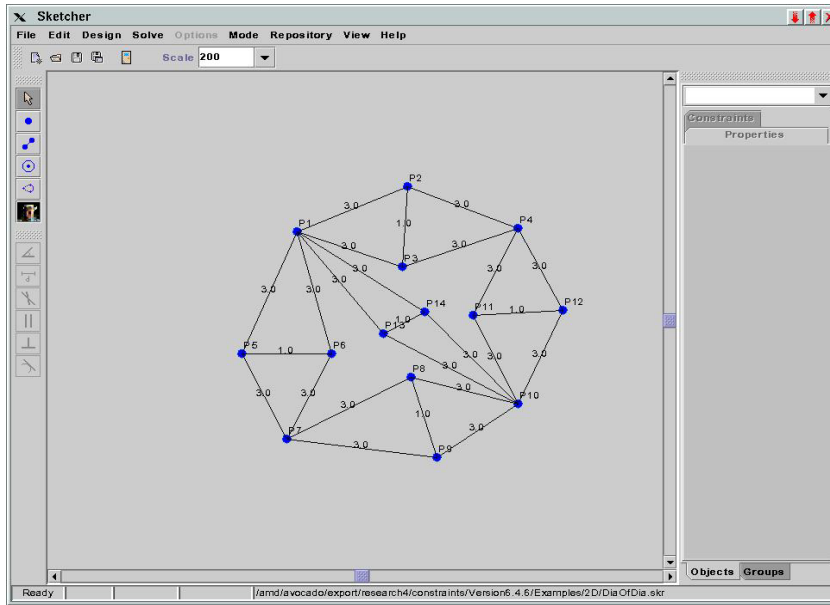 Sketcher
File Edit Design Solve Options Mode Repository View Help
Scale 200
Constraints
Properties
P2
3.0 3.0
P1 P4
1.0
3.0 3.0
P3
3.0 3.0
3.0 3.0
3.0 3.0
P14 P11 P12
1.0 1.0
P13
P5 P6
1.0
3.0 3.0 3.0
P8
3.0
3.0 3.0 3.0
P10
3.0 1.0
P7 3.0
3.0 P9
Objects Groups
Ready /amd/avocado/export/research4/constraints/Version6.4.6/Examples/2D/DiaOfDia.skr